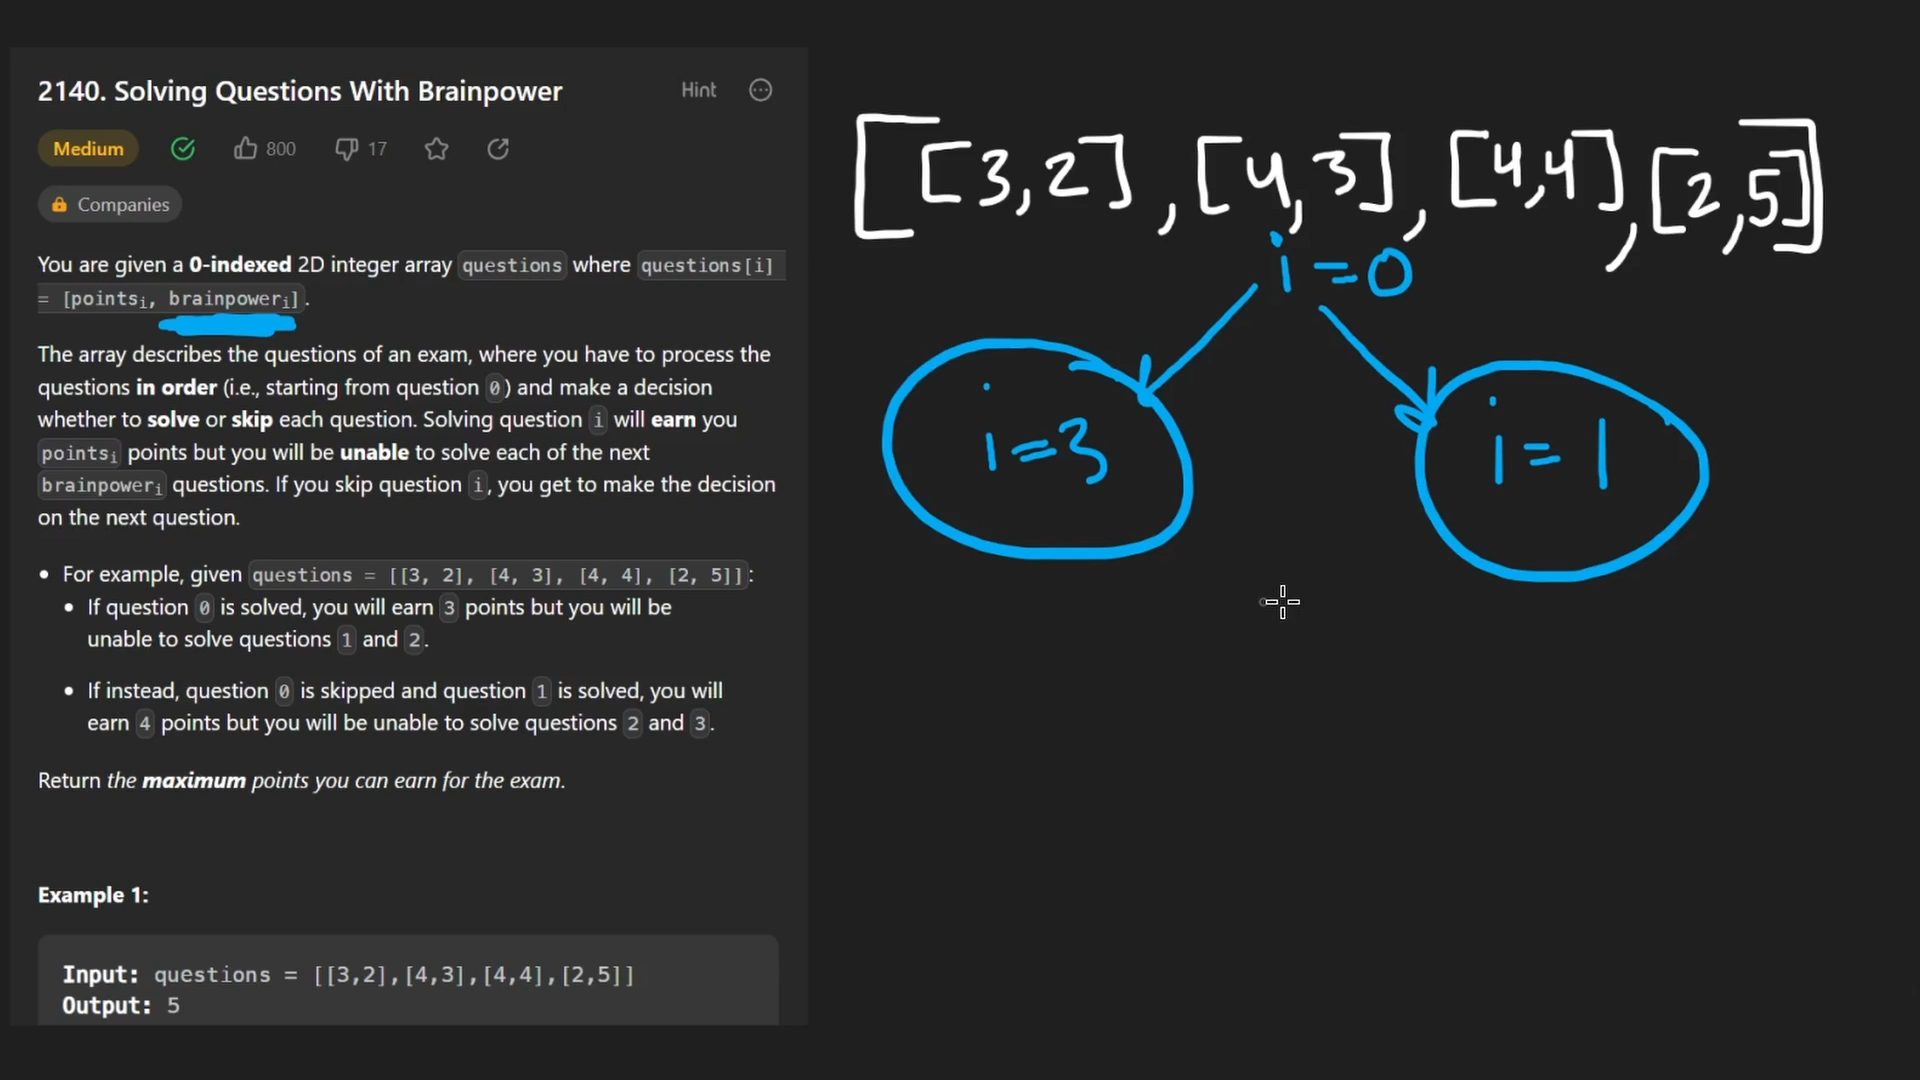 2140. Solving Questions With Brainpower
Hint
Medium
800
17
Companies
You are given a 0-indexed 2D integer array questions where questions[i]
= [pointsi, brainpoweri].
The array describes the questions of an exam, where you have to process the
questions in order (i.e., starting from question 0) and make a decision
whether to solve or skip each question. Solving question i will earn you
pointsi points but you will be unable to solve each of the next
brainpoweri questions. If you skip question i, you get to make the decision
on the next question.
• For example, given questions = [[3, 2], [4, 3], [4, 4], [2, 5]]:
• If question 0 is solved, you will earn 3 points but you will be
unable to solve questions 1 and 2.
• If instead, question 0 is skipped and question 1 is solved, you will
earn 4 points but you will be unable to solve questions 2 and 3.
Return the maximum points you can earn for the exam.
Example 1:
Input: questions = [[3,2],[4,3],[4,4],[2,5]]
Output: 5
[[3,2],[4,3],[4,4],[2,5]]
i=0
i=3
i=1